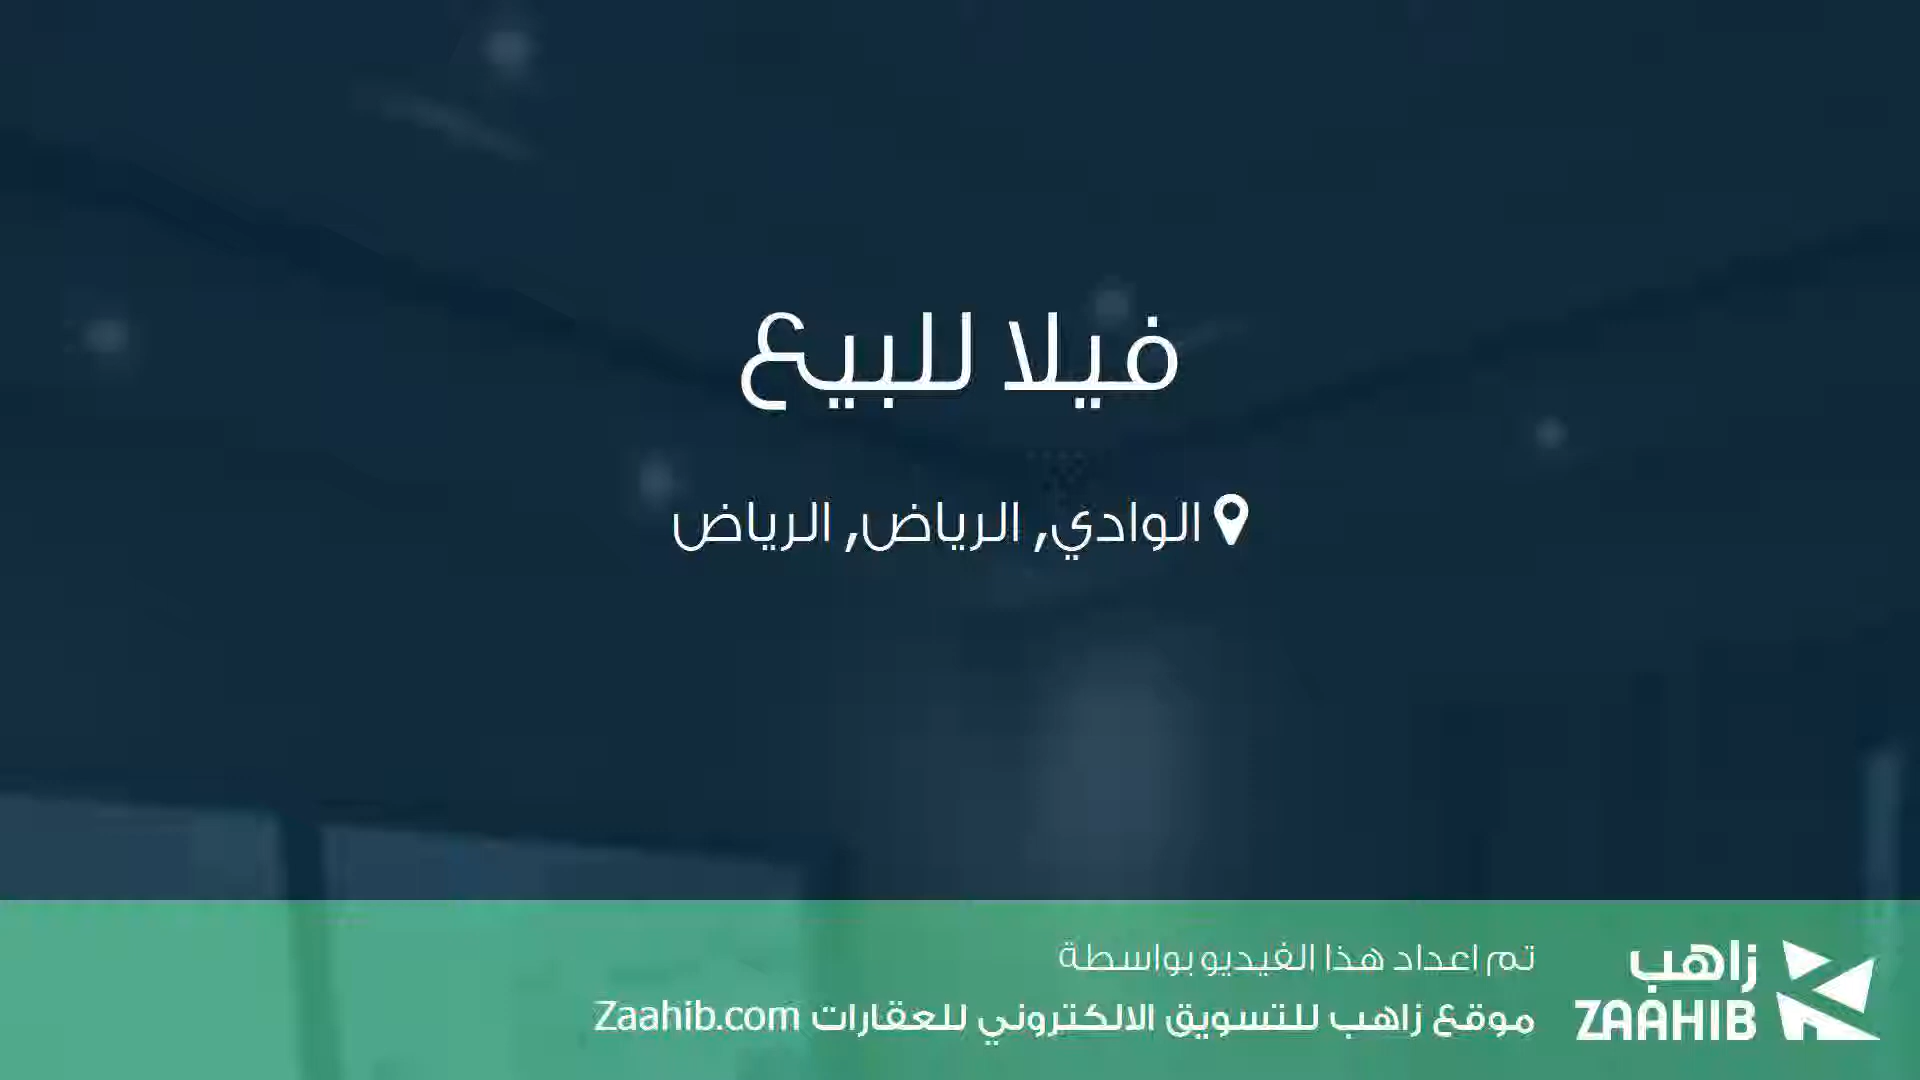 فيلا للبيع
الوادي, الرياض, الرياض
تم اعداد هذا الفيديو بواسطة
موقع زاهب للتسويق الالكتروني للعقارات Zaahib.com
زاهب
ZAAHIB